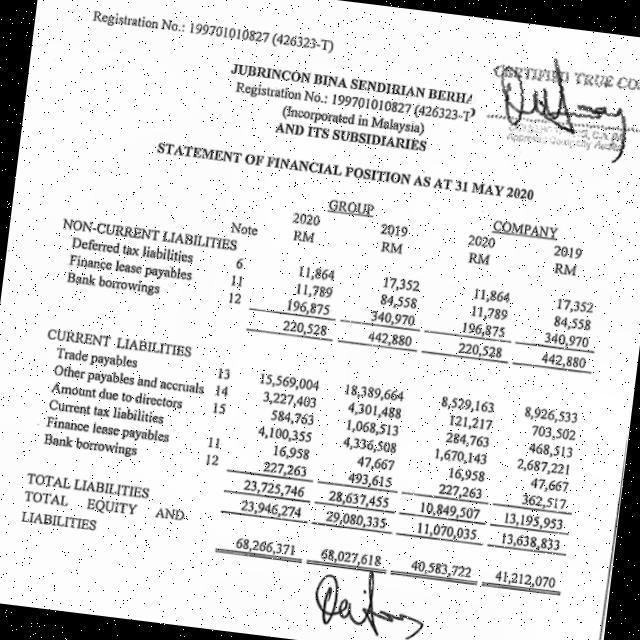 Registration No.: 199701010827 (426323-T)
CERTIFIED TRUE CO
JUBRINCON BINA SENDIRIAN BERHA
Registration No.: 199701010827 (426323-T)
(Incorporated in Malaysia)
AND ITS SUBSIDIARIES
STATEMENT OF FINANCIAL POSITION AS AT 31 MAY 2020
GROUP COMPANY
Note 2020 2019 2020 2019
RM RM RM RM
NON-CURRENT LIABILITIES
Deferred tax liabilities 6 11,864 17,352 11,864 17,352
Finance lease payables 11 11,789 84,558 11,789 84,558
Bank borrowings 12 196,875 340,970 196,875 340,970
220,528 442,880 220,528 442,880
CURRENT LIABILITIES
Trade payables 13 15,569,004 18,389,664 8,529,163 8,926,533
Other payables and accruals 14 3,227,403 4,301,488 121,217 703,502
Amount due to directors 15 584,763 1,068,513 284,763 468,513
Current tax liabilities 4,100,355 4,336,508 1,670,143 2,687,221
Finance lease payables 11 16,958 47,667 16,958 47,667
Bank borrowings 12 227,263 493,615 227,263 362,517
23,725,746 28,637,455 10,849,507 13,195,953
TOTAL LIABILITIES 23,946,274 29,080,335 11,070,035 13,638,833
TOTAL EQUITY AND
LIABILITIES 68,266,371 68,027,618 40,583,722 41,212,070